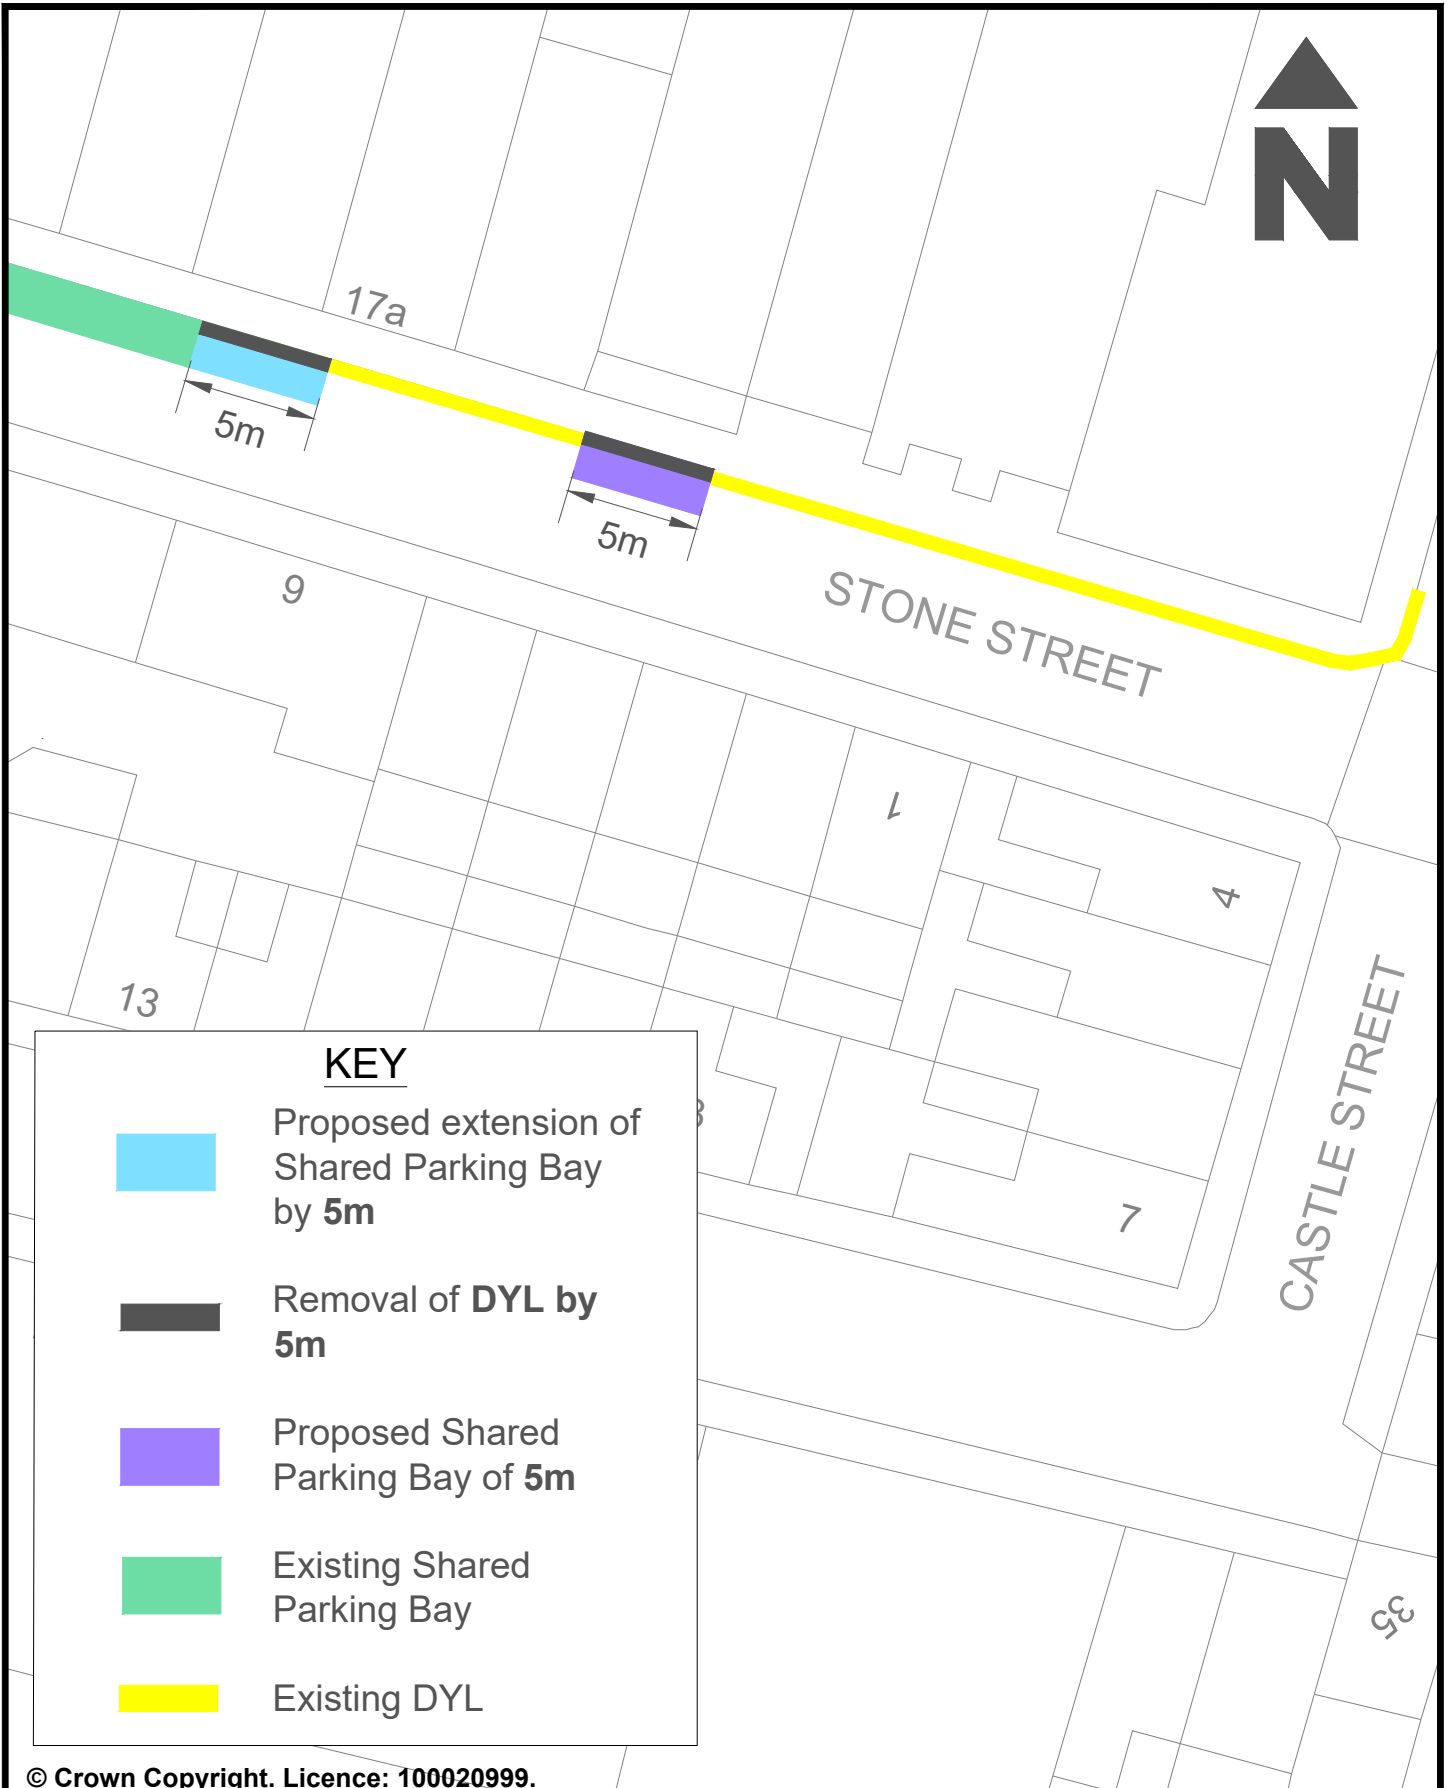 N
17a
5m
5m
9
STONE STREET
1
4
13
CASTLE STREET
KEY
Proposed extension of
Shared Parking Bay
by 5m
7
Removal of DYL by
5m
Proposed Shared
Parking Bay of 5m
Existing Shared
Parking Bay
35
Existing DYL
© Crown Copyright. Licence: 100020999.